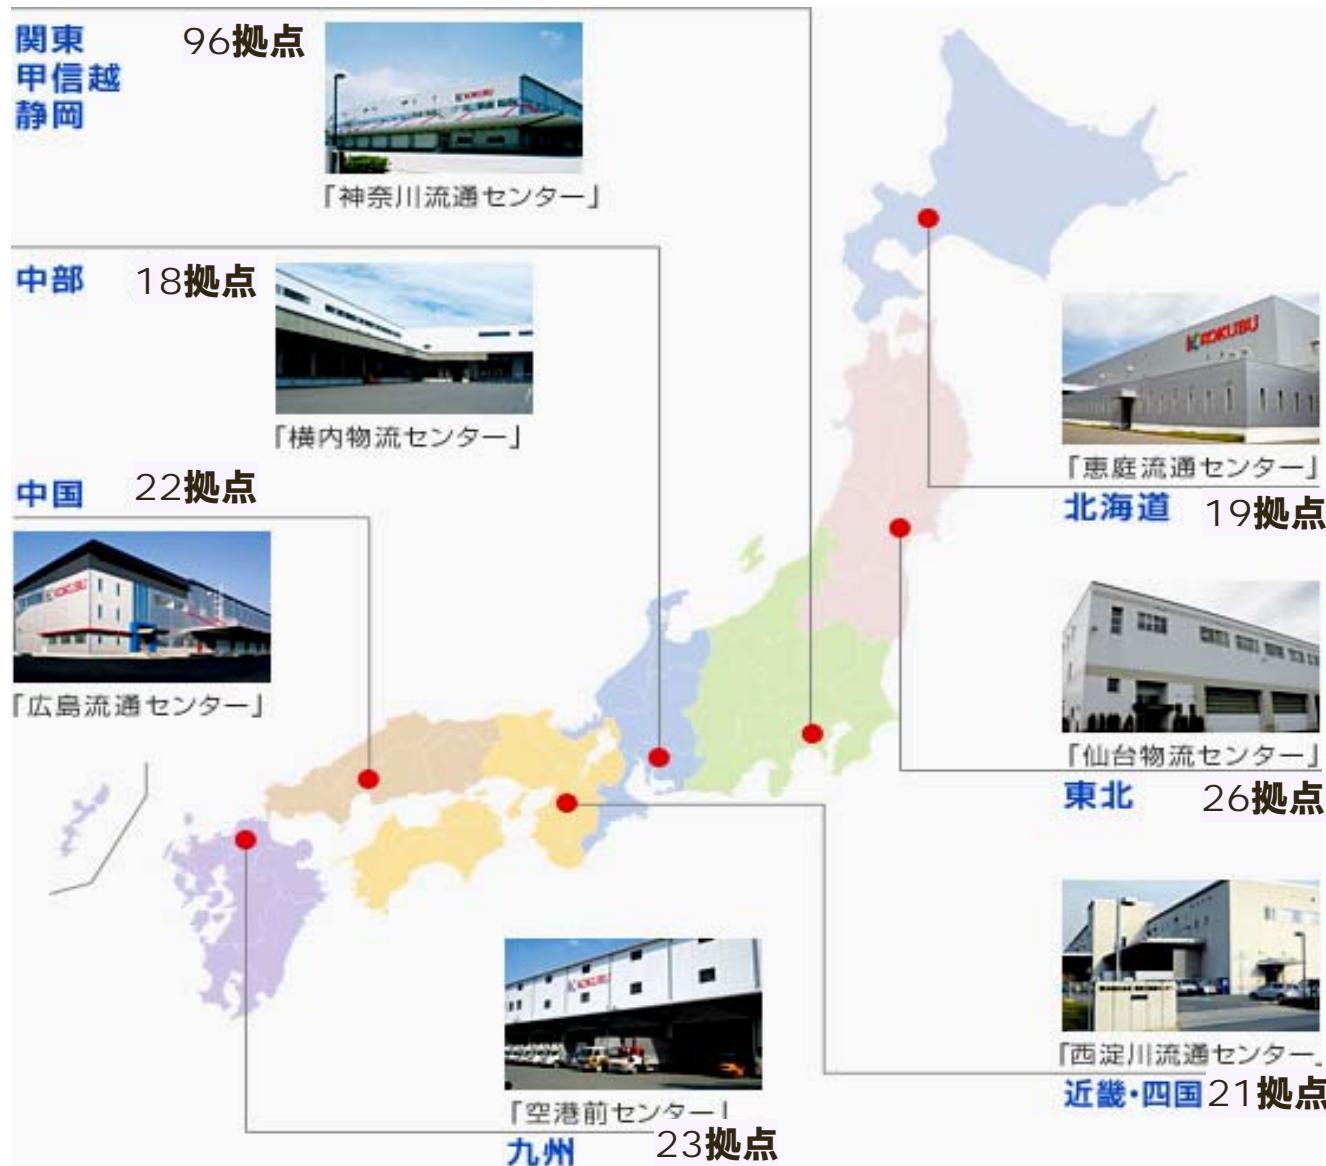 関東
甲信越
静岡
96拠点
KOKUBU
「神奈川流通センター」
中部
18拠点
「横内物流センター」
中国
22拠点
KOKUBU
「広島流通センター」
KOKUBU
「恵庭流通センター」
北海道
19拠点
「仙台物流センター」
東北
26拠点
「西淀川流通センター」
近畿・四国
21拠点
KOKUBU
「空港前センター」
九州
23拠点